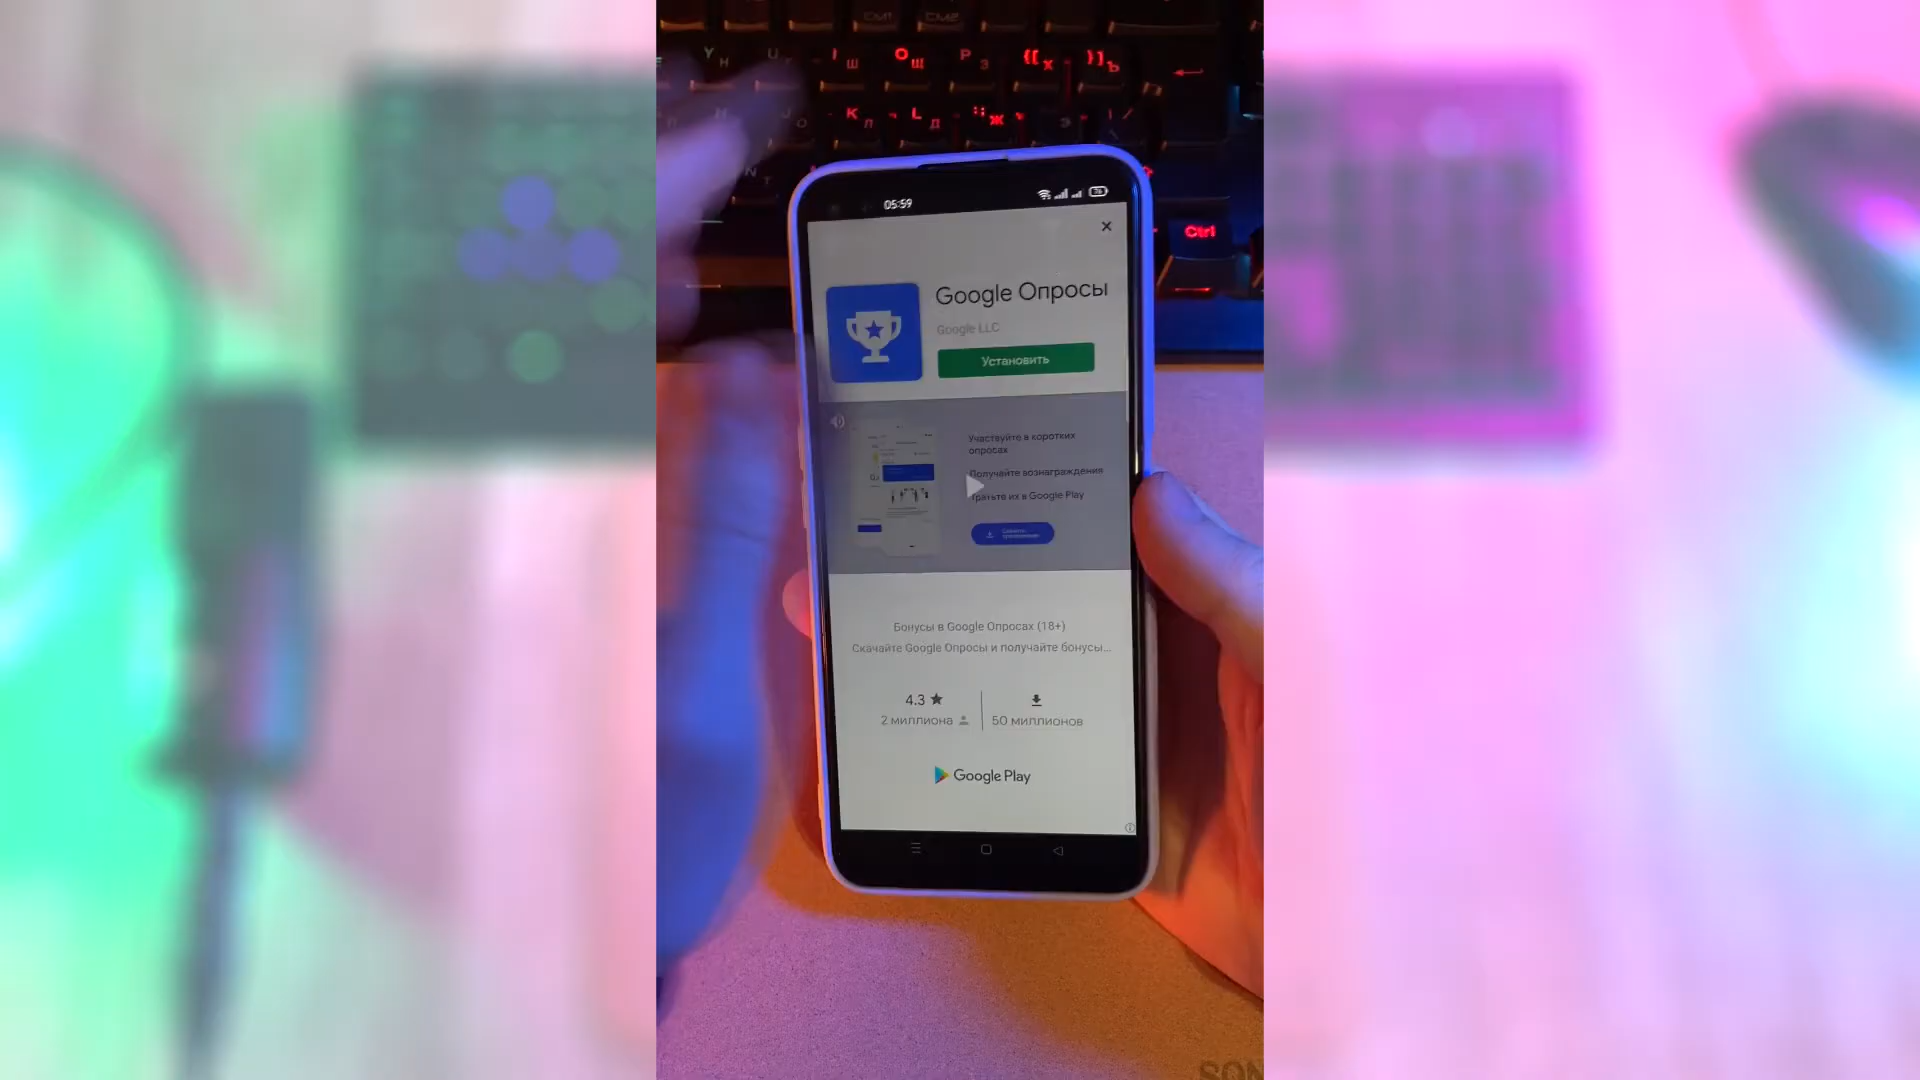 05:59
Google Опросы
Google LLC
Установить
Участвуйте в коротких
опросах
Получайте вознаграждения
Тратьте их в Google Play
Бонусы в Google Опросах (18+)
Скачайте Google Опросы и получайте бонусы...
4.3
2 миллиона
50 миллионов
Google Play
Ctrl